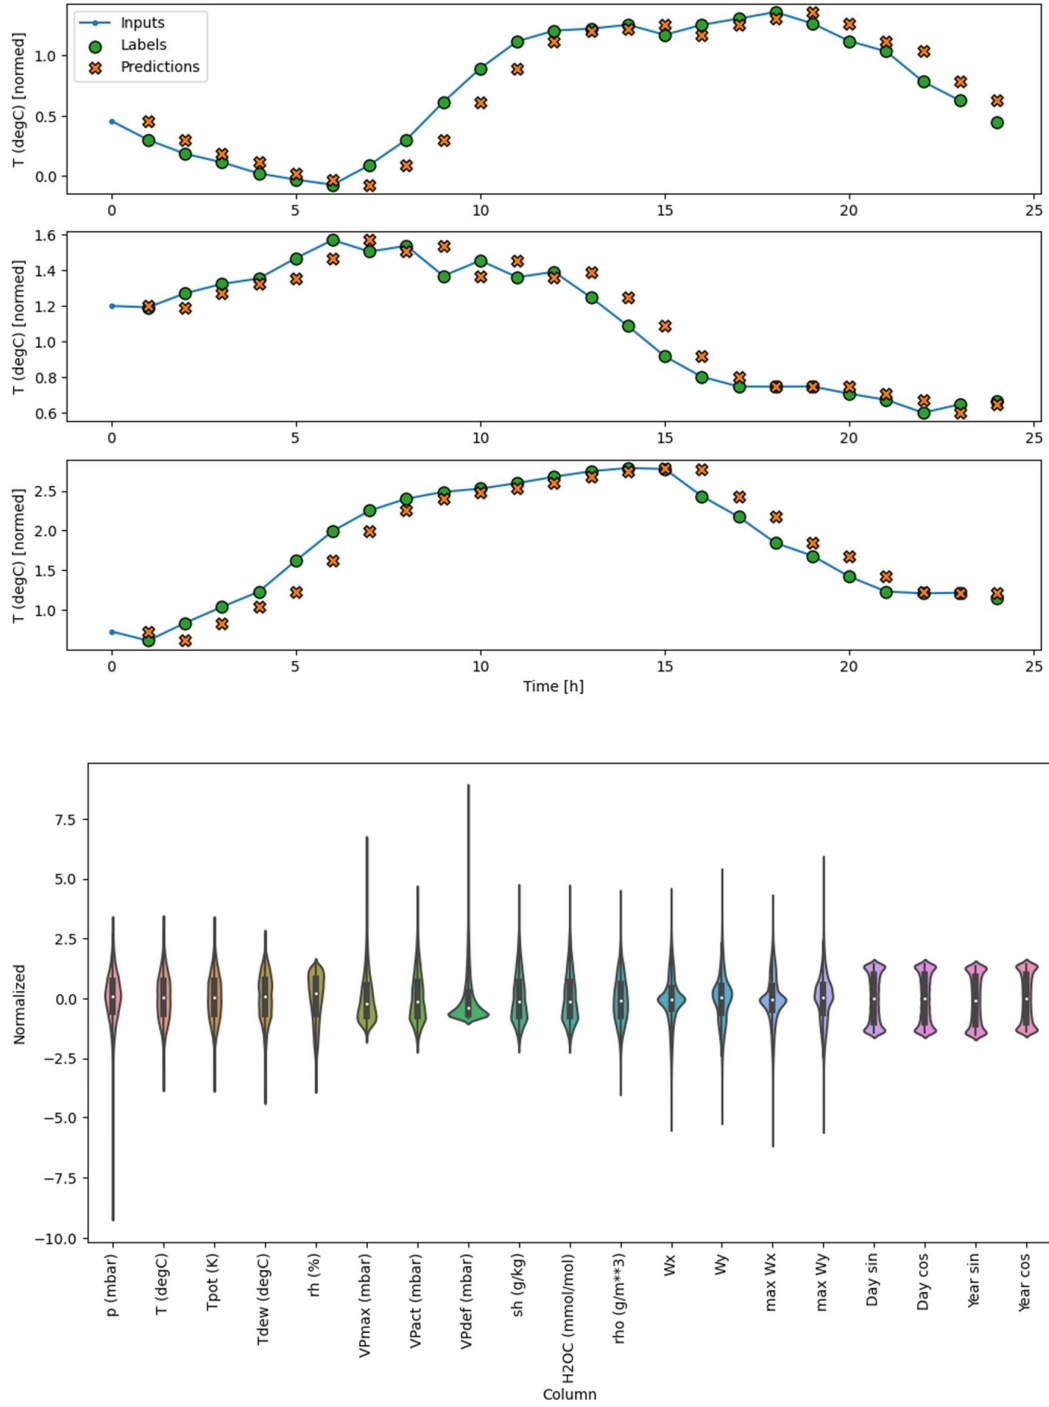 T (degC) [normed]
1.0
0.5
0.0
Inputs
Labels
Predictions
0 5 10 15 20 25
T (degC) [normed]
1.6
1.4
1.2
1.0
0.8
0.6
0 5 10 15 20 25
T (degC) [normed]
2.5
2.0
1.5
1.0
0 5 10 15 20 25
Time [h]
Normalized
7.5
5.0
2.5
0.0
−2.5
−5.0
−7.5
−10.0
p (mbar)
T (degC)
Tpot (K)
Tdew (degC)
rh (%)
VPmax (mbar)
VPact (mbar)
VPdef (mbar)
sh (g/kg)
H2OC (mmol/mol)
rho (g/m**3)
Wx
Wy
max Wx
max Wy
Day sin
Day cos
Year sin
Year cos
Column